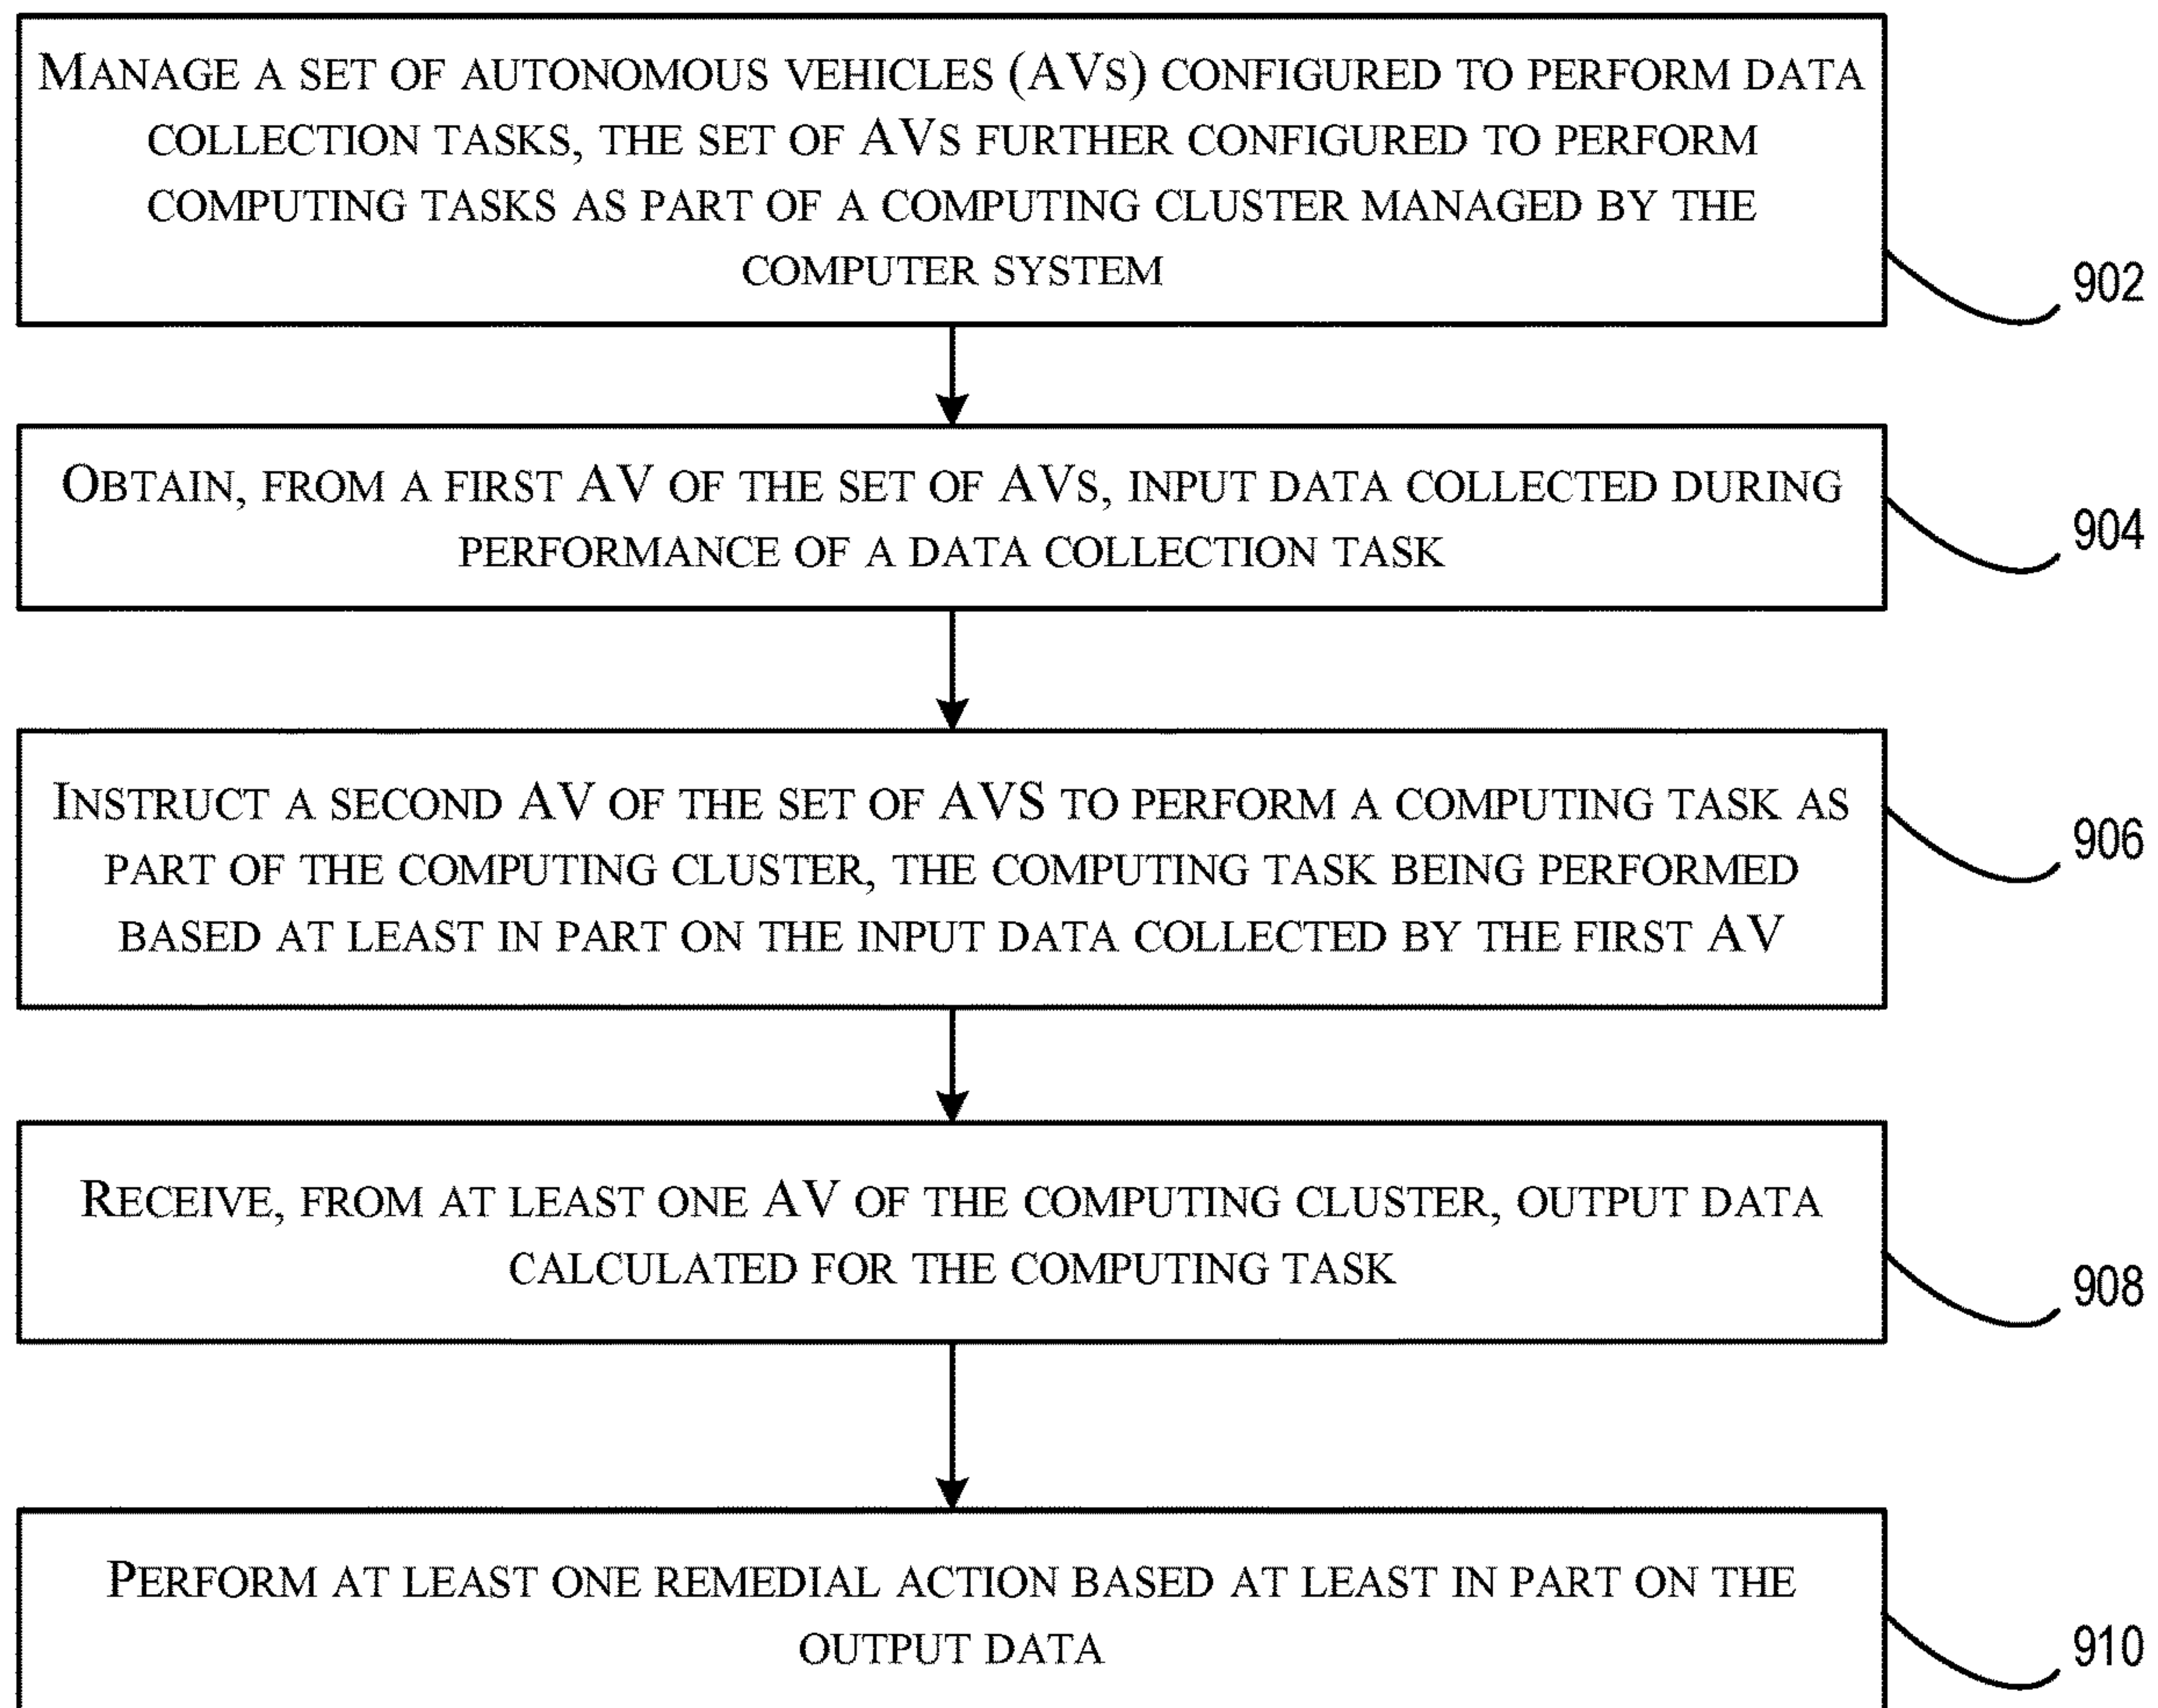 MANAGE A SET OF AUTONOMOUS VEHICLES (AVS) CONFIGURED TO PERFORM DATA
COLLECTION TASKS, THE SET OF AVS FURTHER CONFIGURED TO PERFORM
COMPUTING TASKS AS PART OF A COMPUTING CLUSTER MANAGED BY THE
COMPUTER SYSTEM
902
OBTAIN, FROM A FIRST AV OF THE SET OF AVS, INPUT DATA COLLECTED DURING
PERFORMANCE OF A DATA COLLECTION TASK
904
INSTRUCT A SECOND AV OF THE SET OF AVS TO PERFORM A COMPUTING TASK AS
PART OF THE COMPUTING CLUSTER, THE COMPUTING TASK BEING PERFORMED
BASED AT LEAST IN PART ON THE INPUT DATA COLLECTED BY THE FIRST AV
906
RECEIVE, FROM AT LEAST ONE AV OF THE COMPUTING CLUSTER, OUTPUT DATA
CALCULATED FOR THE COMPUTING TASK
908
PERFORM AT LEAST ONE REMEDIAL ACTION BASED AT LEAST IN PART ON THE
OUTPUT DATA
910